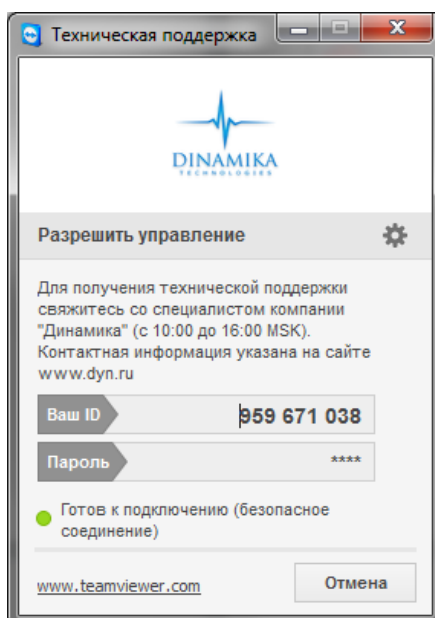 Техническая поддержка
DINAMIKA
TECHNOLOGIES
Разрешить управление
Для получения технической поддержки
свяжитесь со специалистом компании
"Динамика" (с 10:00 до 16:00 MSK).
Контактная информация указана на сайте
www.dyn.ru
Ваш ID 959 671 038
Пароль ****
Готов к подключению (безопасное
соединение)
www.teamviewer.com Отмена